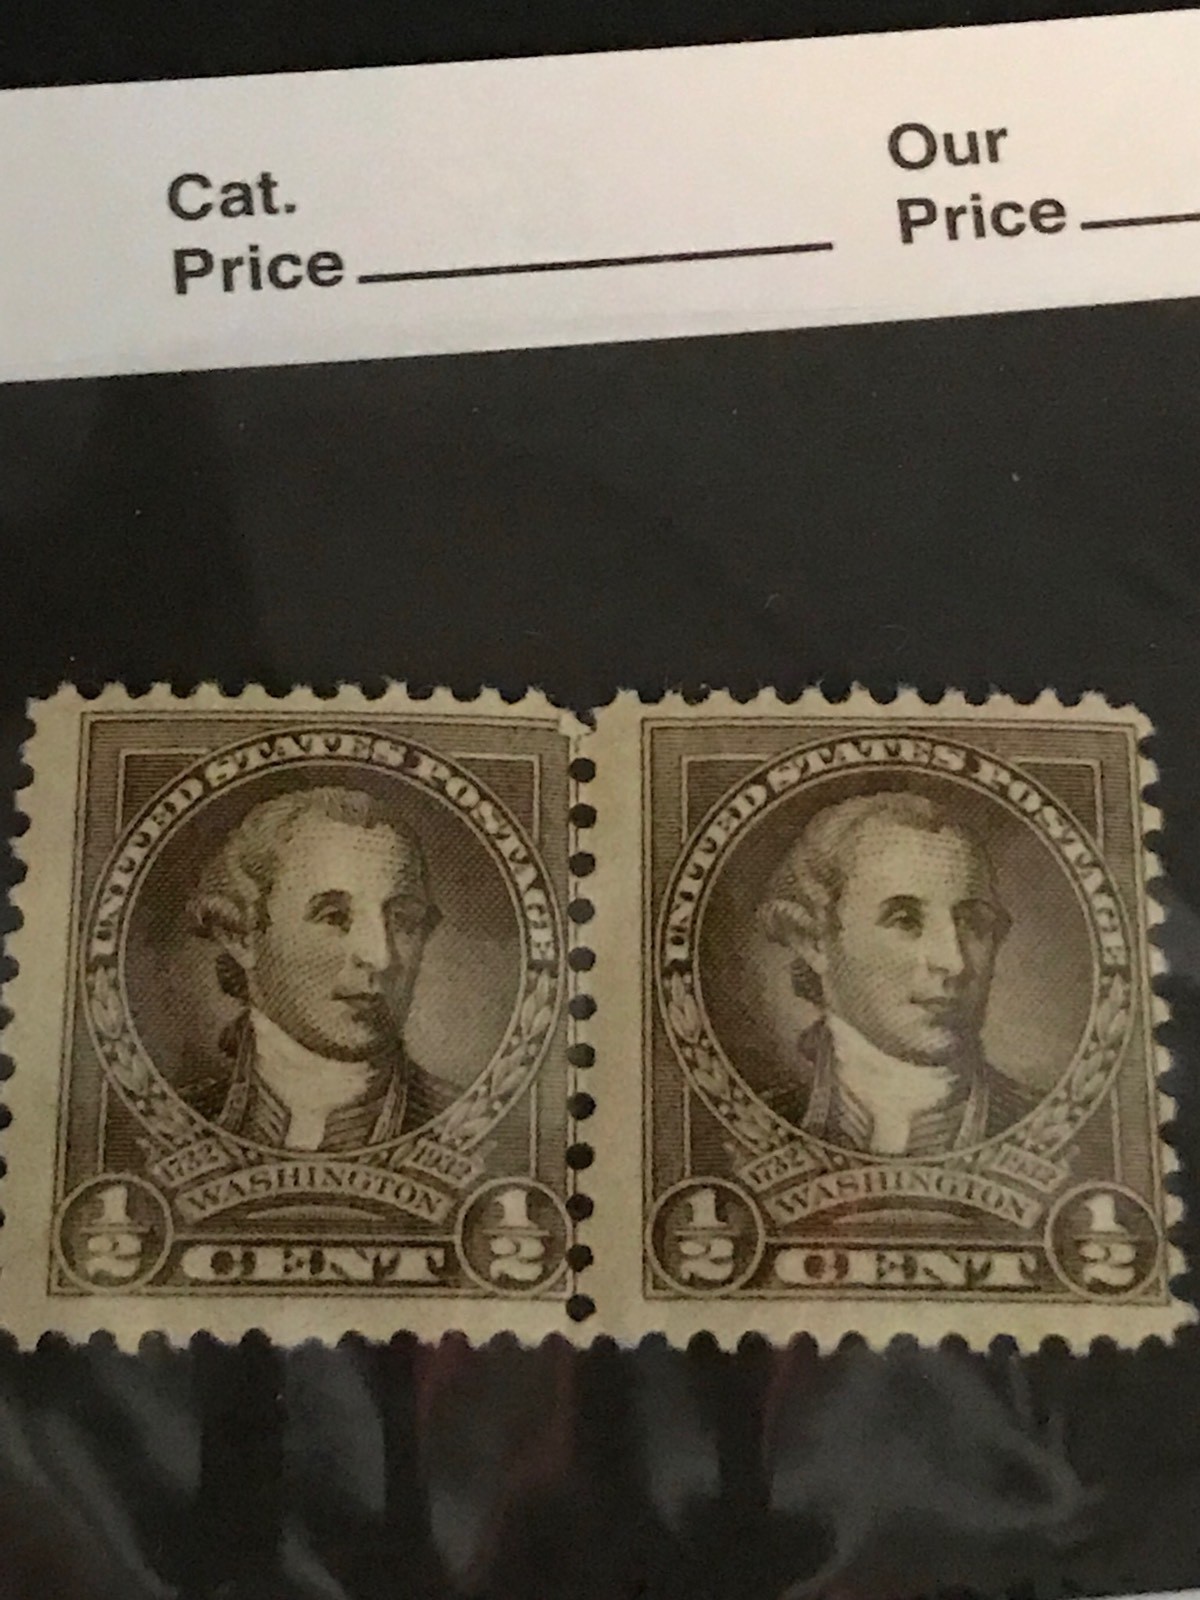 Cat.
Price
Our
Price
UNITED STATES POSTAGE
1732 1932
WASHINGTON
1/2 CENT 1/2
UNITED STATES POSTAGE
1732 1932
WASHINGTON
1/2 CENT 1/2